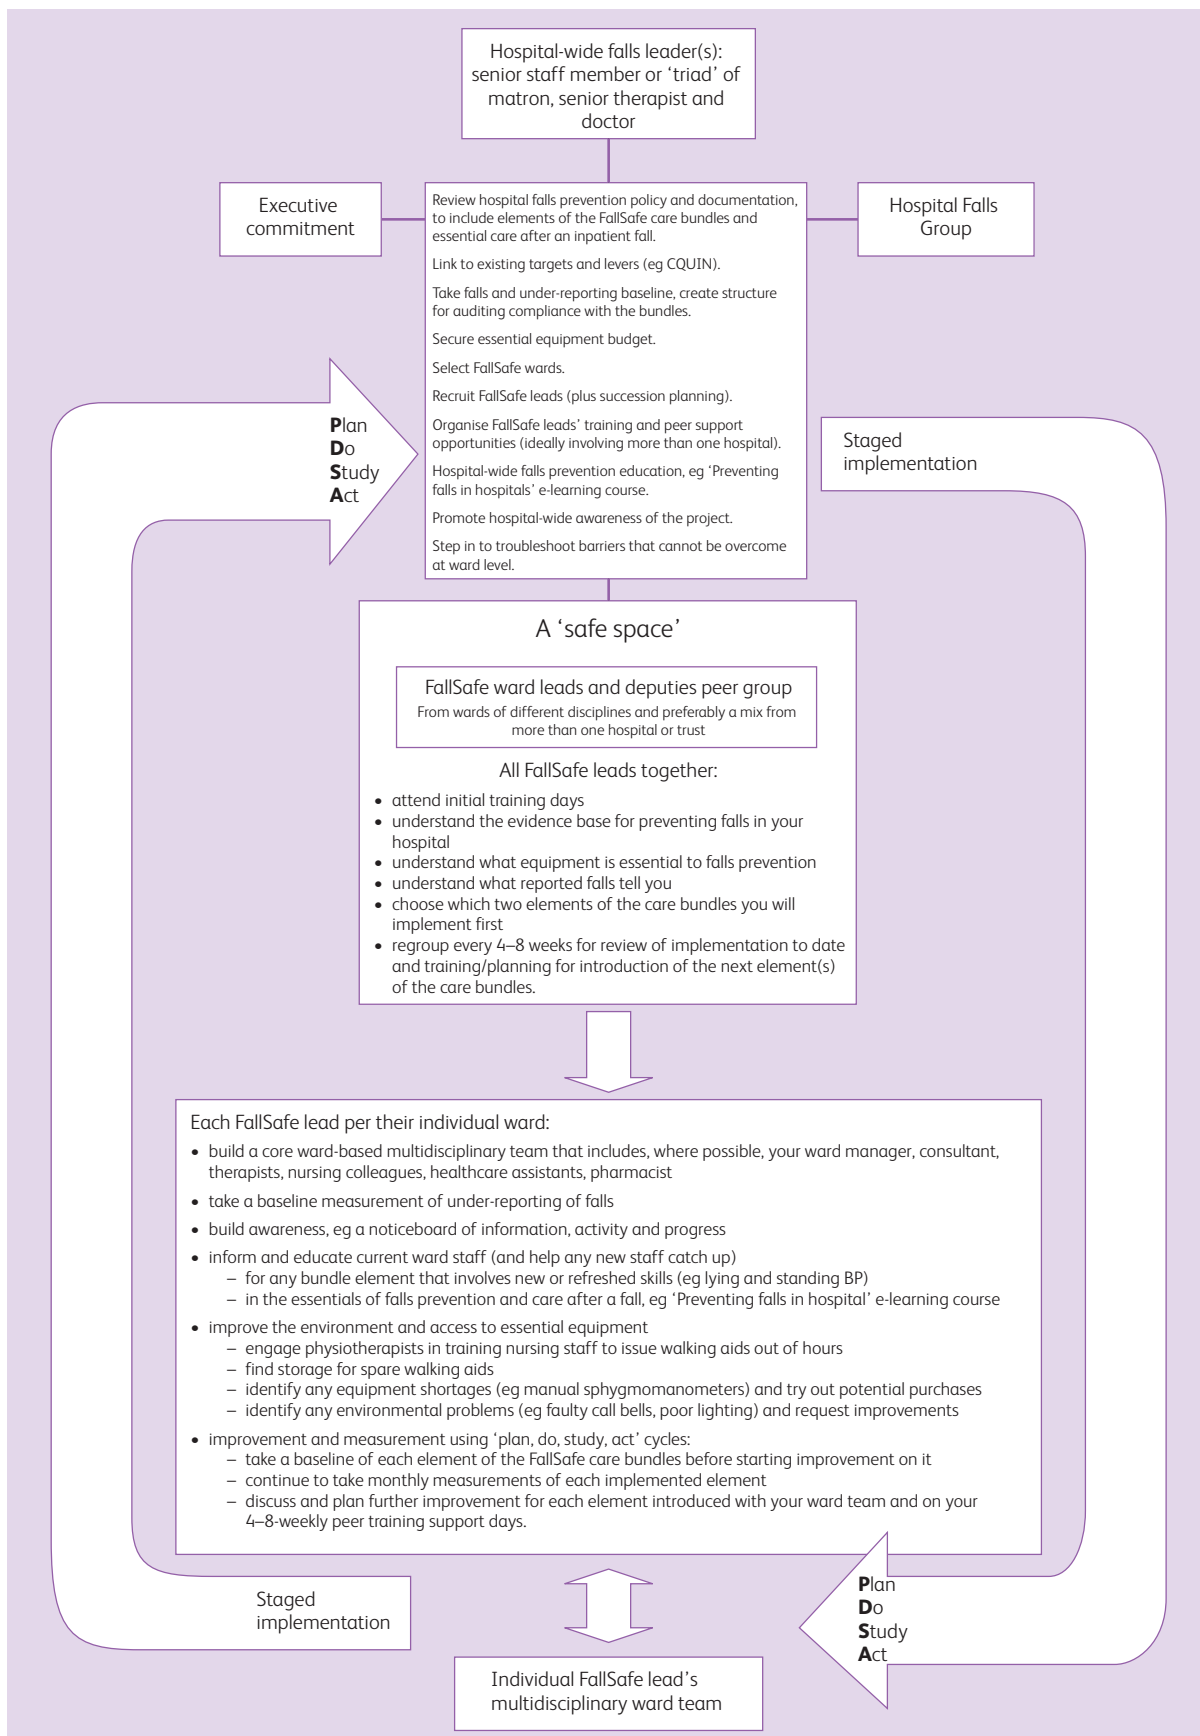 Hospital-wide falls leader(s):
senior staff member or ‘triad’ of
matron, senior therapist and
doctor
Executive
commitment
Review hospital falls prevention policy and documentation,
to include elements of the FallSafe care bundles and
essential care after an inpatient fall.
Link to existing targets and levers (eg CQUIN).
Take falls and under-reporting baseline, create structure
for auditing compliance with the bundles.
Secure essential equipment budget.
Select FallSafe wards.
Recruit FallSafe leads (plus succession planning).
Organise FallSafe leads’ training and peer support
opportunities (ideally involving more than one hospital).
Hospital-wide falls prevention education, eg ‘Preventing
falls in hospitals’ e-learning course.
Promote hospital-wide awareness of the project.
Step in to troubleshoot barriers that cannot be overcome
at ward level.
Hospital Falls
Group
Plan
Do
Study
Act
Staged
implementation
A ‘safe space’
FallSafe ward leads and deputies peer group
From wards of different disciplines and preferably a mix from
more than one hospital or trust
All FallSafe leads together:
• attend initial training days
• understand the evidence base for preventing falls in your
hospital
• understand what equipment is essential to falls prevention
• understand what reported falls tell you
• choose which two elements of the care bundles you will
implement first
• regroup every 4–8 weeks for review of implementation to date
and training/planning for introduction of the next element(s)
of the care bundles.
Each FallSafe lead per their individual ward:
• build a core ward-based multidisciplinary team that includes, where possible, your ward manager, consultant,
therapists, nursing colleagues, healthcare assistants, pharmacist
• take a baseline measurement of under-reporting of falls
• build awareness, eg a noticeboard of information, activity and progress
• inform and educate current ward staff (and help any new staff catch up)
– for any bundle element that involves new or refreshed skills (eg lying and standing BP)
– in the essentials of falls prevention and care after a fall, eg ‘Preventing falls in hospital’ e-learning course
• improve the environment and access to essential equipment
– engage physiotherapists in training nursing staff to issue walking aids out of hours
– find storage for spare walking aids
– identify any equipment shortages (eg manual sphygmomanometers) and try out potential purchases
– identify any environmental problems (eg faulty call bells, poor lighting) and request improvements
• improvement and measurement using ‘plan, do, study, act’ cycles:
– take a baseline of each element of the FallSafe care bundles before starting improvement on it
– continue to take monthly measurements of each implemented element
– discuss and plan further improvement for each element introduced with your ward team and on your
4–8-weekly peer training support days.
Staged
implementation
Plan
Do
Study
Act
Individual FallSafe lead’s
multidisciplinary ward team